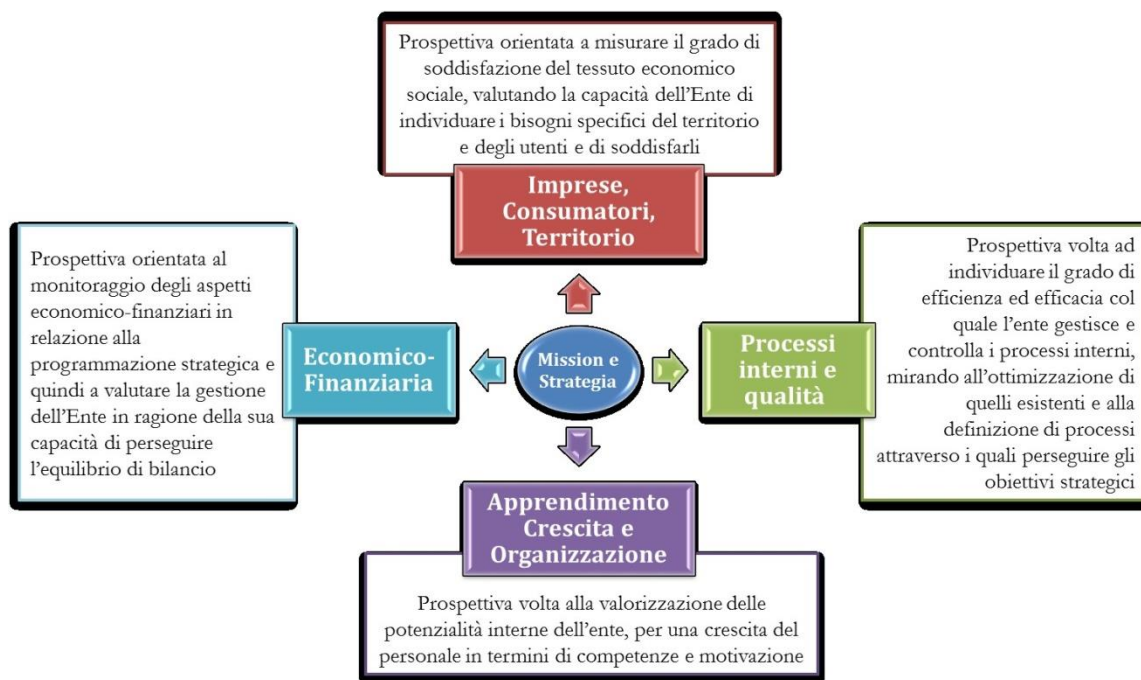 Prospettiva orientata a misurare il grado di
soddisfazione del tessuto economico
sociale, valutando la capacità dell’Ente di
individuare i bisogni specifici del territorio
e degli utenti e di soddisfarli
Imprese,
Consumatori,
Territorio
Prospettiva orientata al
monitoraggio degli aspetti
economico-finanziari in
relazione alla
programmazione strategica e
quindi a valutare la gestione
dell’Ente in ragione della sua
capacità di perseguire
l’equilibrio di bilancio
Economico-
Finanziaria
Mission e
Strategia
Processi
interni e
qualità
Prospettiva volta ad
individuare il grado di
efficienza ed efficacia col
quale l’ente gestisce e
controlla i processi interni,
mirando all’ottimizzazione di
quelli esistenti e alla
definizione di processi
attraverso i quali perseguire gli
obiettivi strategici
Apprendimento
Crescita e
Organizzazione
Prospettiva volta alla valorizzazione delle
potenzialità interne dell’ente, per una crescita del
personale in termini di competenze e motivazione